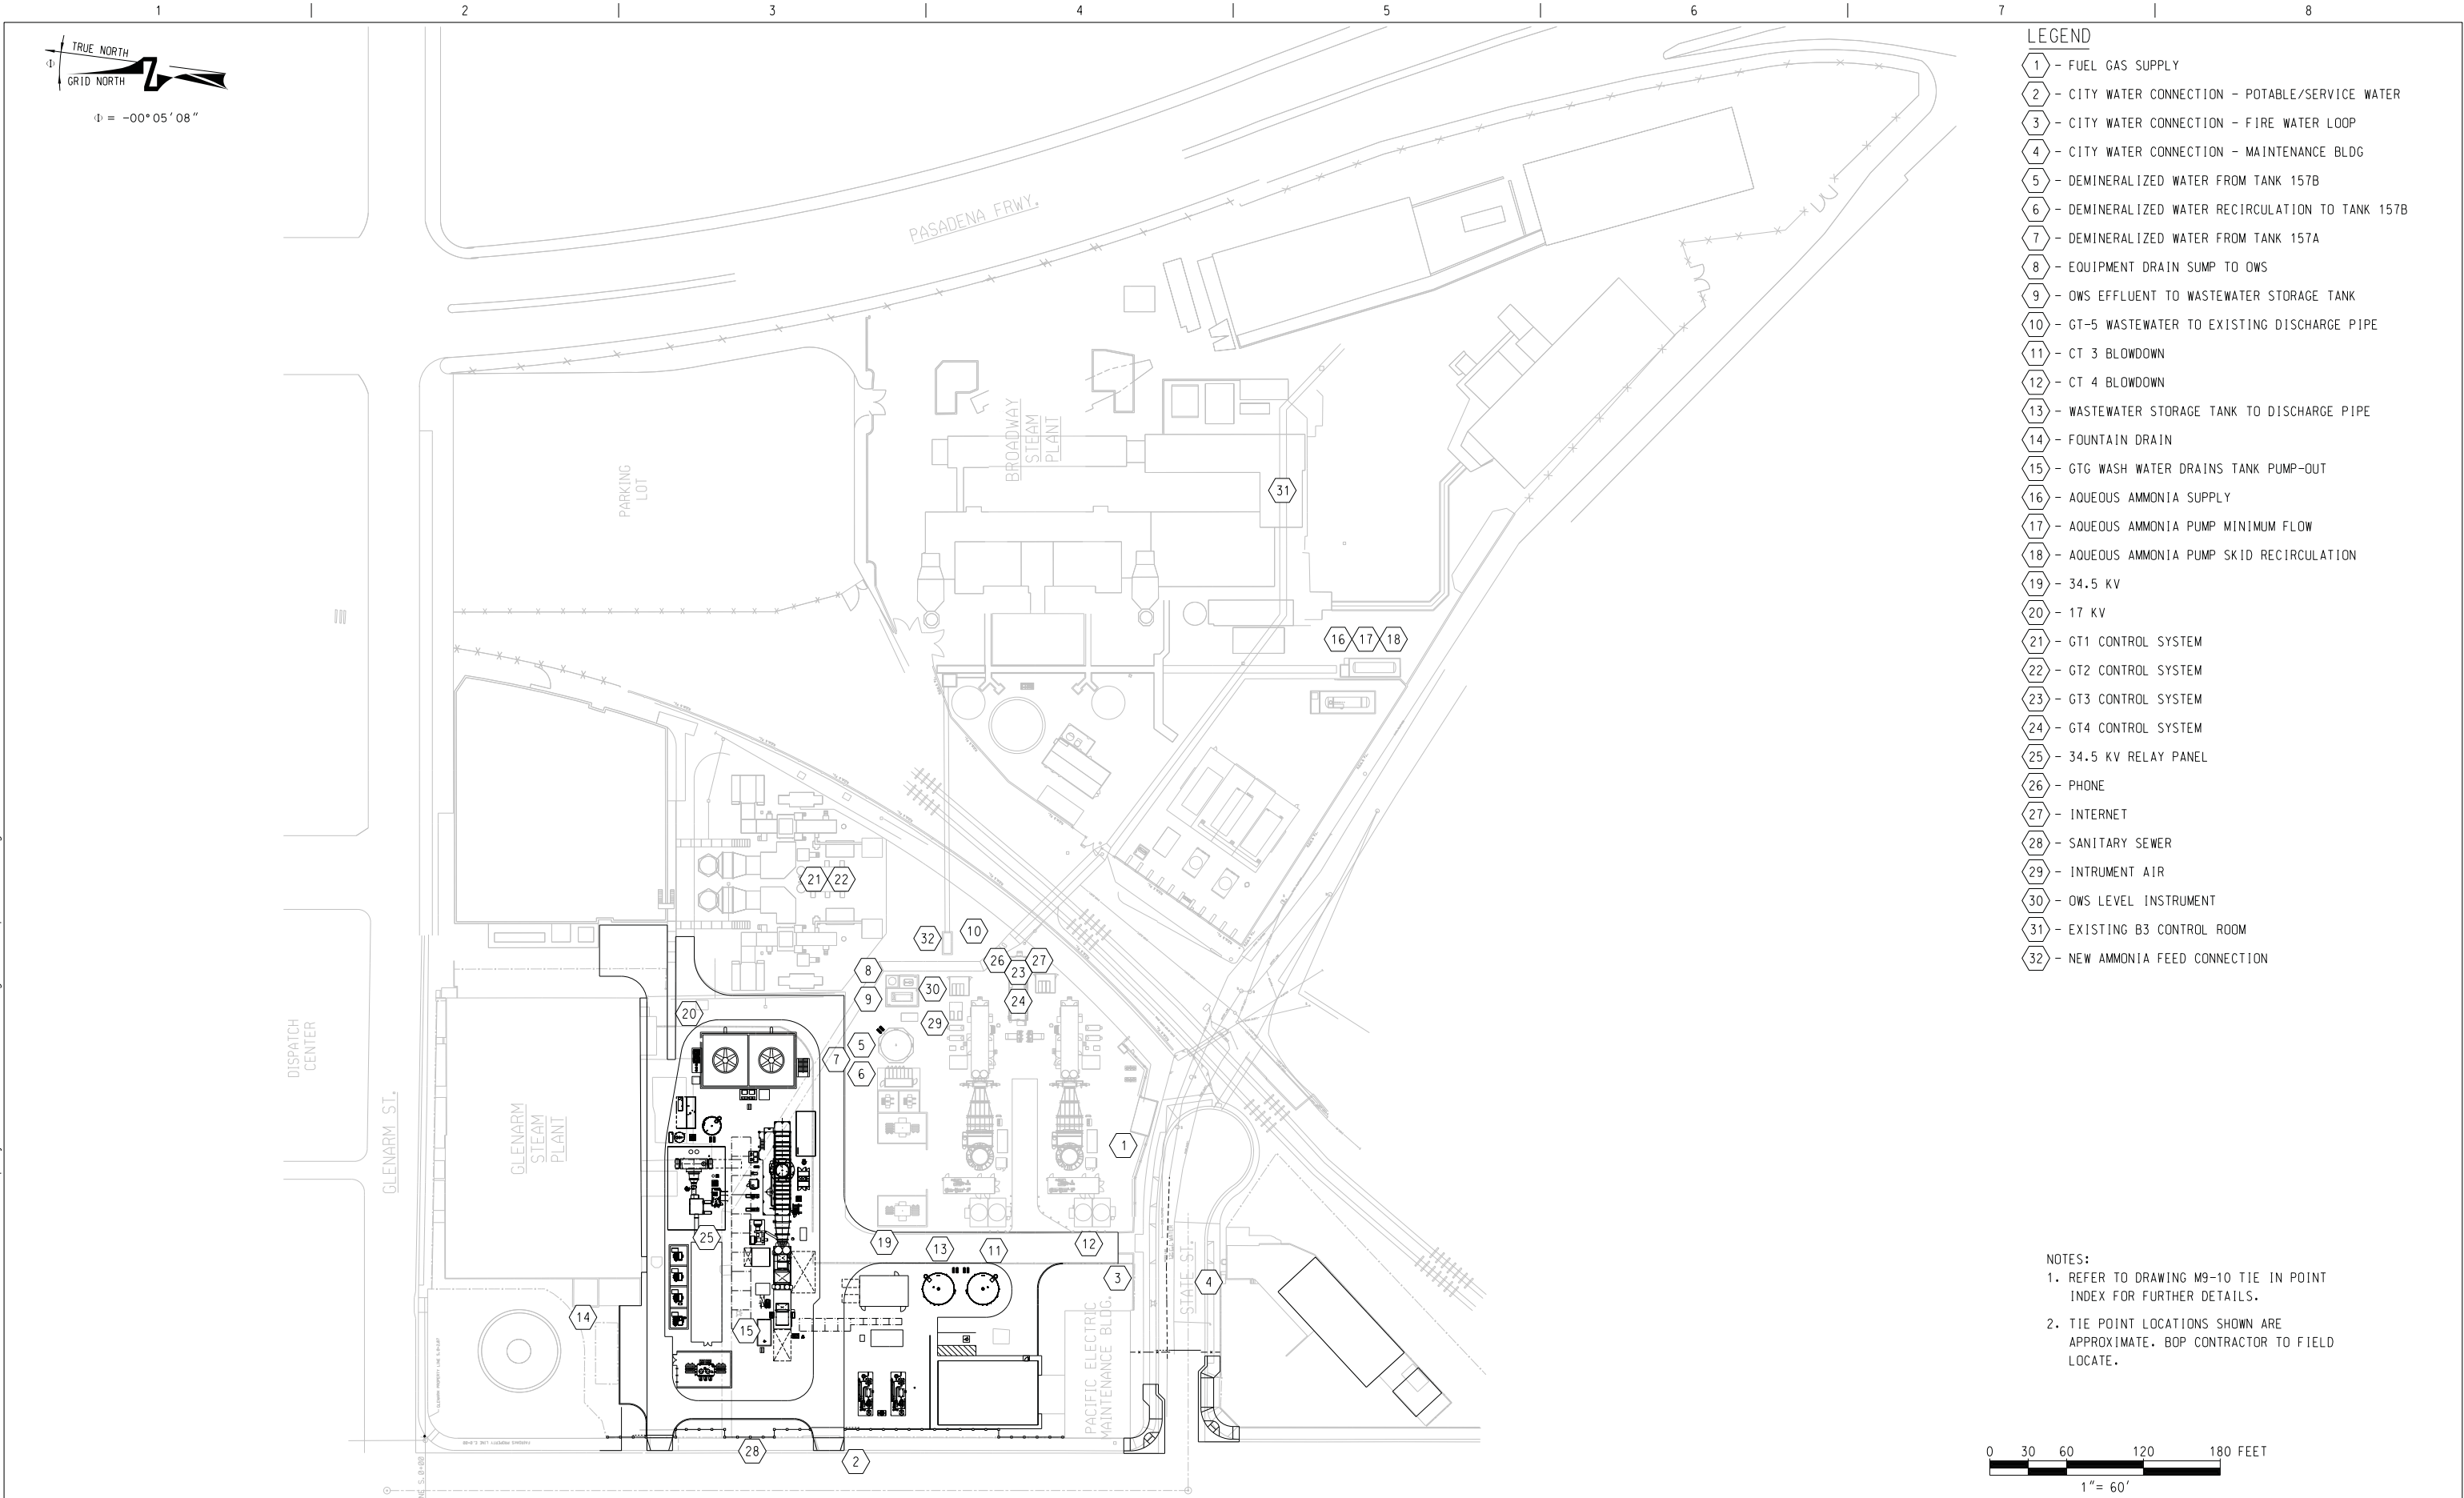 1 2 3 4 5 6 7 8
TRUE NORTH
GRID NORTH
Φ = -00°05'08"
LEGEND
1 - FUEL GAS SUPPLY
2 - CITY WATER CONNECTION - POTABLE/SERVICE WATER
3 - CITY WATER CONNECTION - FIRE WATER LOOP
4 - CITY WATER CONNECTION - MAINTENANCE BLDG
5 - DEMINERALIZED WATER FROM TANK 157B
6 - DEMINERALIZED WATER RECIRCULATION TO TANK 157B
7 - DEMINERALIZED WATER FROM TANK 157A
8 - EQUIPMENT DRAIN SUMP TO OWS
9 - OWS EFFLUENT TO WASTEWATER STORAGE TANK
10 - GT-5 WASTEWATER TO EXISTING DISCHARGE PIPE
11 - CT 3 BLOWDOWN
12 - CT 4 BLOWDOWN
13 - WASTEWATER STORAGE TANK TO DISCHARGE PIPE
14 - FOUNTAIN DRAIN
15 - GTG WASH WATER DRAINS TANK PUMP-OUT
16 - AQUEOUS AMMONIA SUPPLY
17 - AQUEOUS AMMONIA PUMP MINIMUM FLOW
18 - AQUEOUS AMMONIA PUMP SKID RECIRCULATION
19 - 34.5 KV
20 - 17 KV
21 - GT1 CONTROL SYSTEM
22 - GT2 CONTROL SYSTEM
23 - GT3 CONTROL SYSTEM
24 - GT4 CONTROL SYSTEM
25 - 34.5 KV RELAY PANEL
26 - PHONE
27 - INTERNET
28 - SANITARY SEWER
29 - INTRUMENT AIR
30 - OWS LEVEL INSTRUMENT
31 - EXISTING B3 CONTROL ROOM
32 - NEW AMMONIA FEED CONNECTION
PASADENA FRWY.
PARKING
LOT
BROADWAY
STEAM
PLANT
31
16 17 18
21 22
32 10
8 26 27
23
9 30 24
20 29
5
7 6
1
DISPATCH
CENTER
GLENARM ST.
GLENARM
STEAM
PLANT
25
19 13 11 12
3 4
14 15
STATE ST.
PACIFIC ELECTRIC
MAINTENANCE BLDG.
28 2
NOTES:
1. REFER TO DRAWING M9-10 TIE IN POINT
INDEX FOR FURTHER DETAILS.
2. TIE POINT LOCATIONS SHOWN ARE
APPROXIMATE. BOP CONTRACTOR TO FIELD
LOCATE.
0 30 60 120 180 FEET
1"= 60'